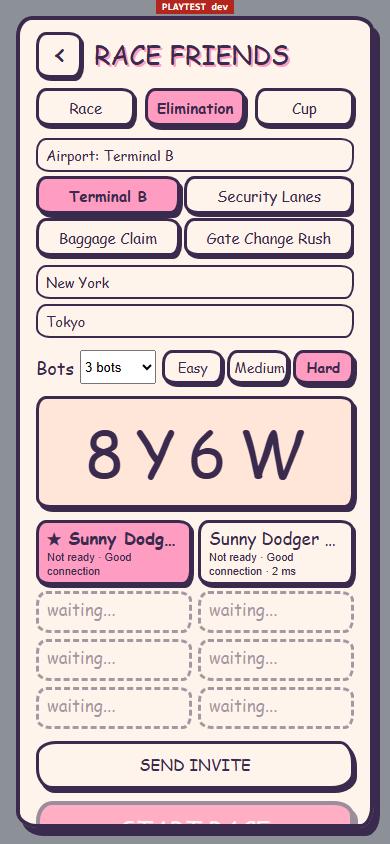 PLAYTEST dev
RACE FRIENDS
Race Elimination Cup
Airport: Terminal B
Terminal B Security Lanes
Baggage Claim Gate Change Rush
New York
Tokyo
Bots 3 bots Easy Medium Hard
8Y6W
★ Sunny Dodg...
Not ready · Good
connection
Sunny Dodger ...
Not ready · Good
connection · 2 ms
waiting... waiting...
waiting... waiting...
waiting... waiting...
SEND INVITE